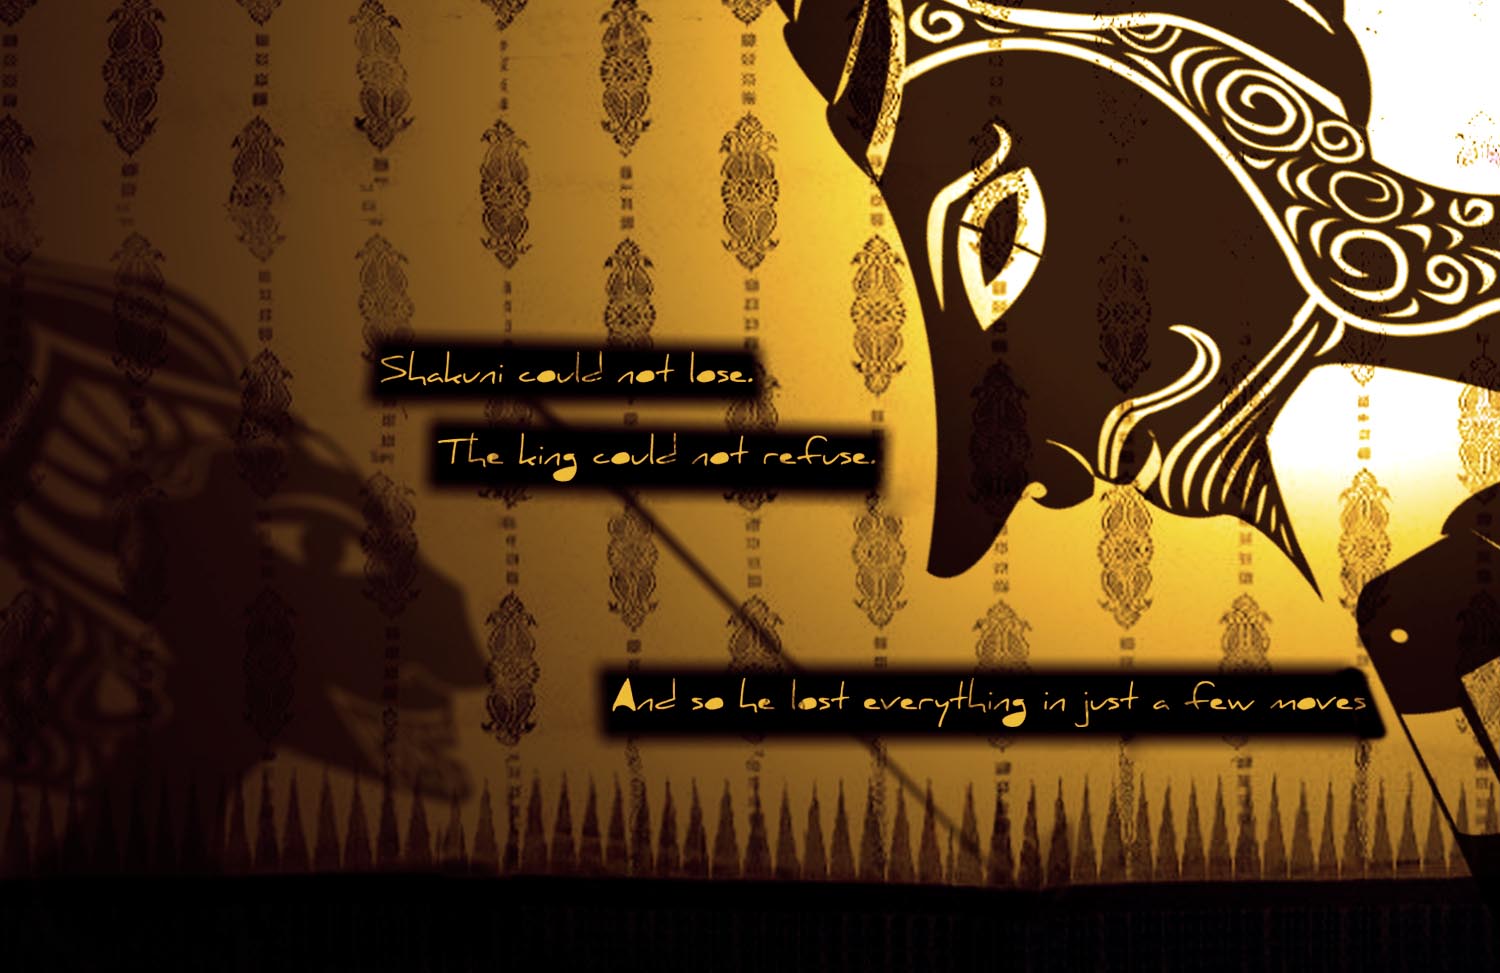 Shakuni could not lose.
The king could not refuse.
And so he lost everything in just a few moves